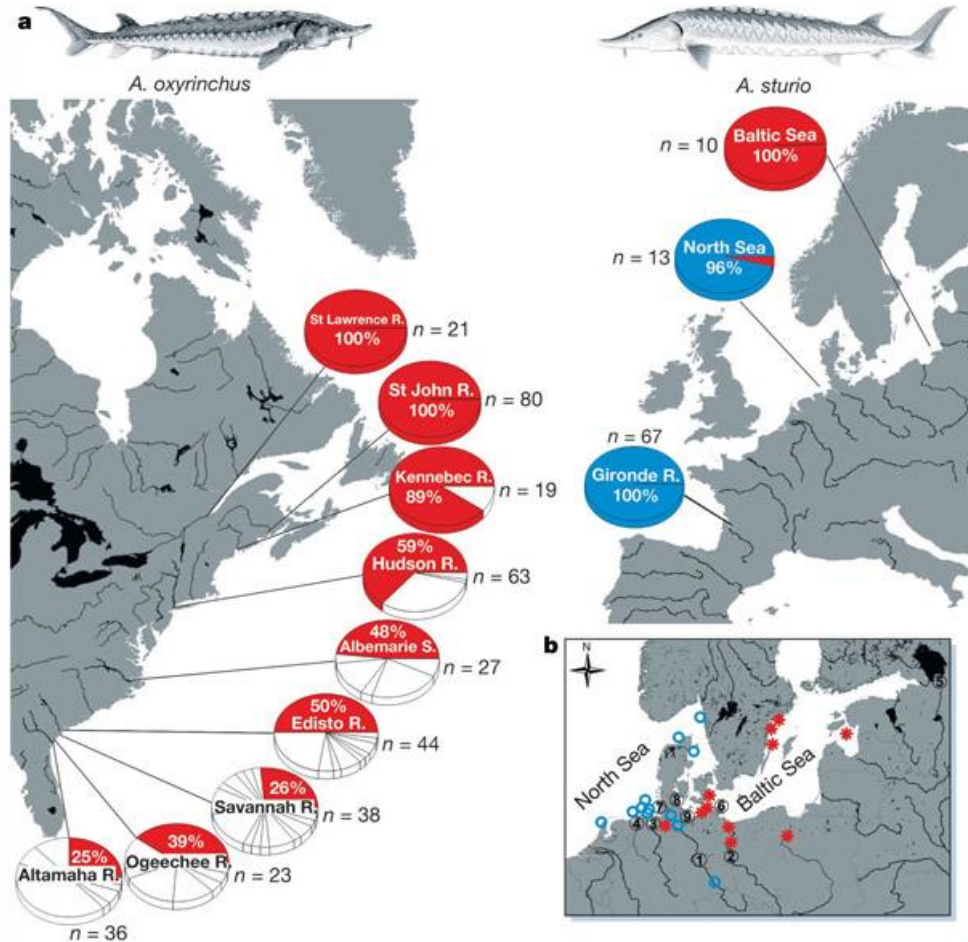 a
A. oxyrinchus
A. sturio
n = 10
Baltic Sea
100%
n = 13
North Sea
96%
St Lawrence R.
100%
n = 21
St John R.
100%
n = 80
Kennebec R.
89%
n = 19
n = 67
Gironde R.
100%
59%
Hudson R.
n = 63
48%
Albemarie S.
n = 27
50%
Edisto R.
n = 44
26%
Savannah R.
n = 38
39%
Ogeechee R.
n = 23
25%
Altamaha R.
n = 36
b
N
North Sea
Baltic Sea
5
7
8
6
4
3
9
1
2